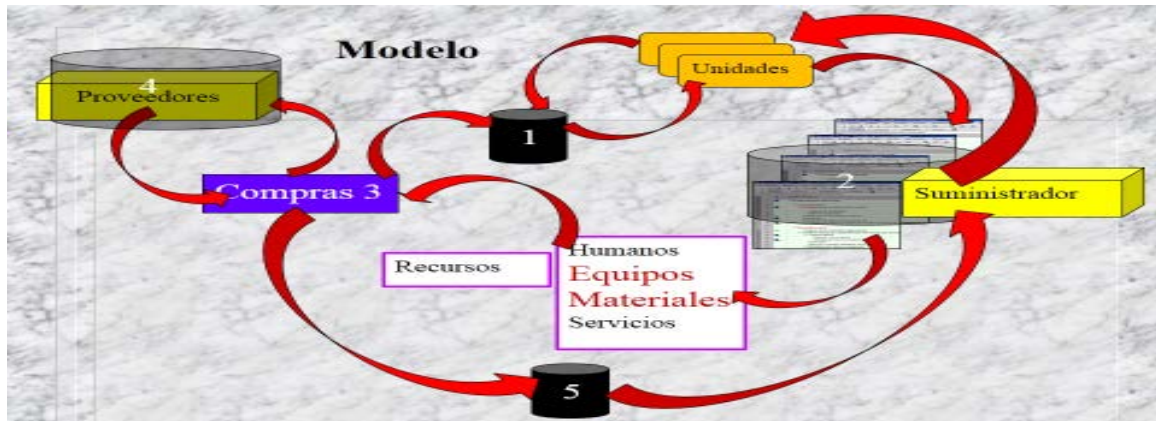 Modelo
Unidades
4
Proveedores
1
2
Compras 3
Suministrador
Recursos
Humanos
Equipos
Materiales
Servicios
5